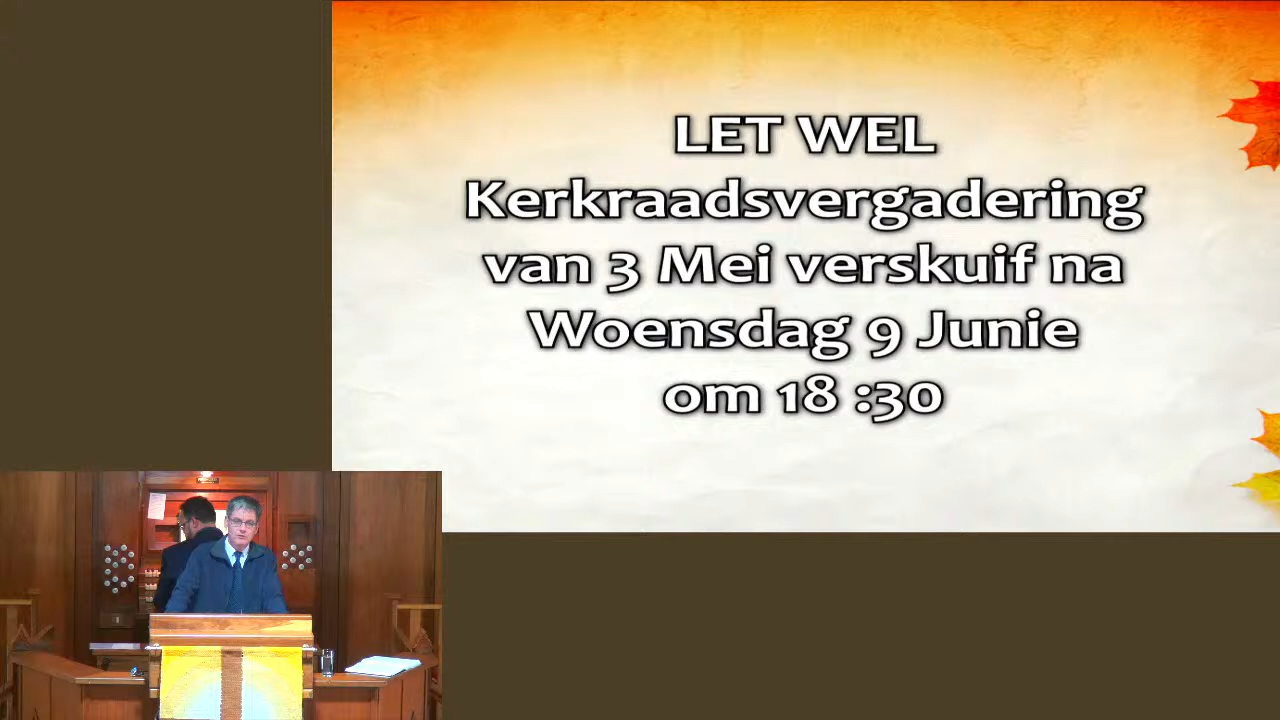 LET WEL
Kerkraadsvergadering
van 3 Mei verskuif na
Woensdag 9 Junie
om 18 :30